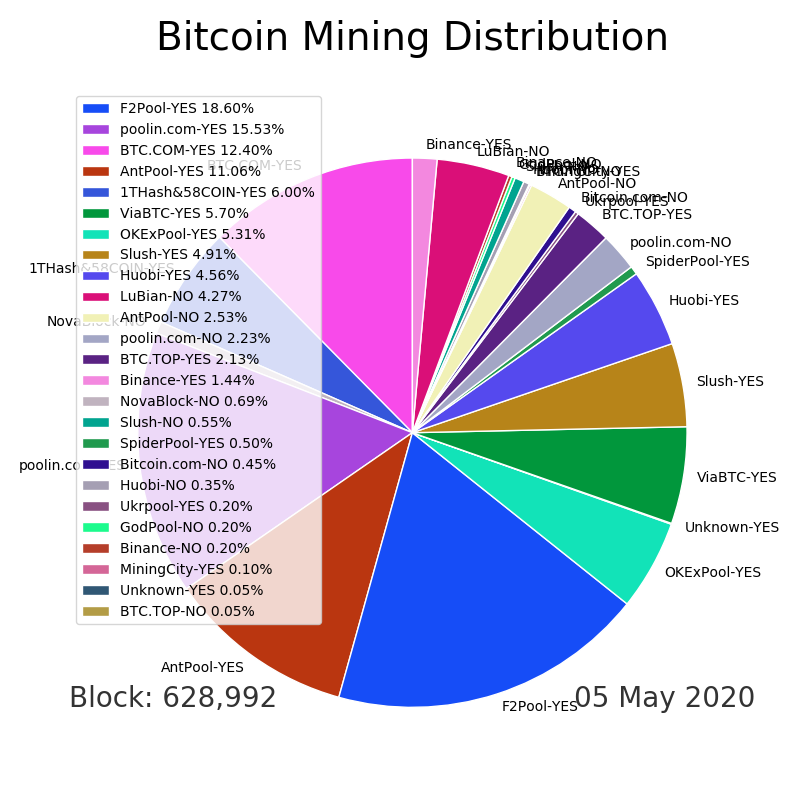 Bitcoin Mining Distribution
F2Pool-YES 18.60%
poolin.com-YES 15.53%
BTC.COM-YES 12.40%
AntPool-YES 11.06%
1THash&58COIN-YES 6.00%
ViaBTC-YES 5.70%
OKExPool-YES 5.31%
Slush-YES 4.91%
Huobi-YES 4.56%
LuBian-NO 4.27%
AntPool-NO 2.53%
poolin.com-NO 2.23%
BTC.TOP-YES 2.13%
Binance-YES 1.44%
NovaBlock-NO 0.69%
Slush-NO 0.55%
SpiderPool-YES 0.50%
Bitcoin.com-NO 0.45%
Huobi-NO 0.35%
Ukrpool-YES 0.20%
GodPool-NO 0.20%
Binance-NO 0.20%
MiningCity-YES 0.10%
Unknown-YES 0.05%
BTC.TOP-NO 0.05%
BTC.COM-YES
1THash&58COIN-YES
NovaBlock-NO
AntPool-YES
Binance-YES
LuBian-NO
Binance-NO
AntPool-NO
Bitcoin.com-NO
Ukrpool-YES
BTC.TOP-YES
poolin.com-NO
SpiderPool-YES
Huobi-YES
Slush-YES
ViaBTC-YES
Unknown-YES
OKExPool-YES
F2Pool-YES
Block: 628,992
05 May 2020